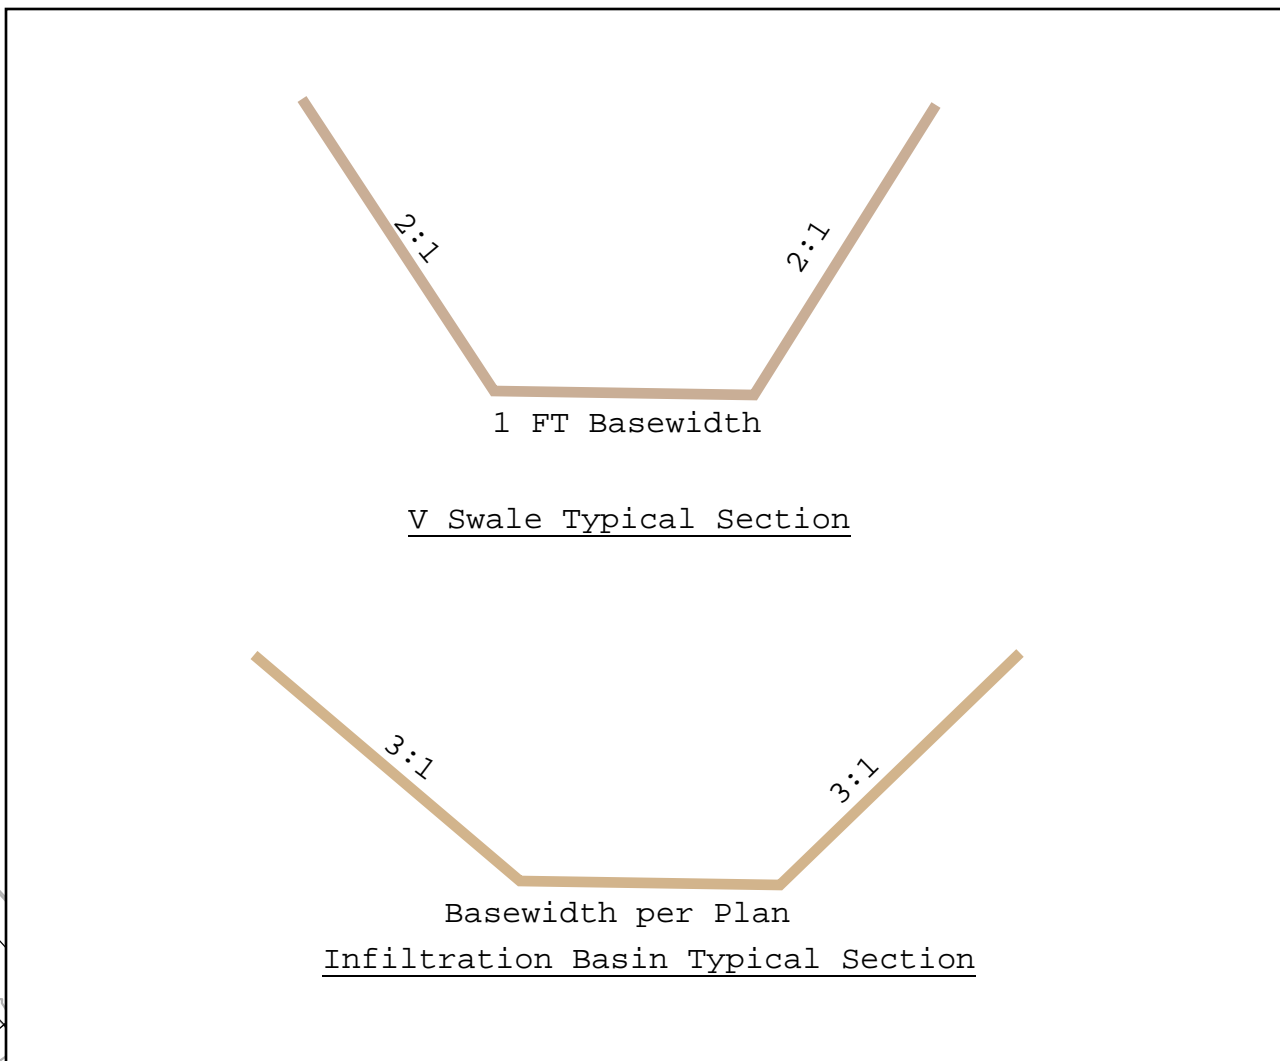 2:1
2:1
1 FT Basewidth
V Swale Typical Section
3:1
3:1
Basewidth per Plan
Infiltration Basin Typical Section